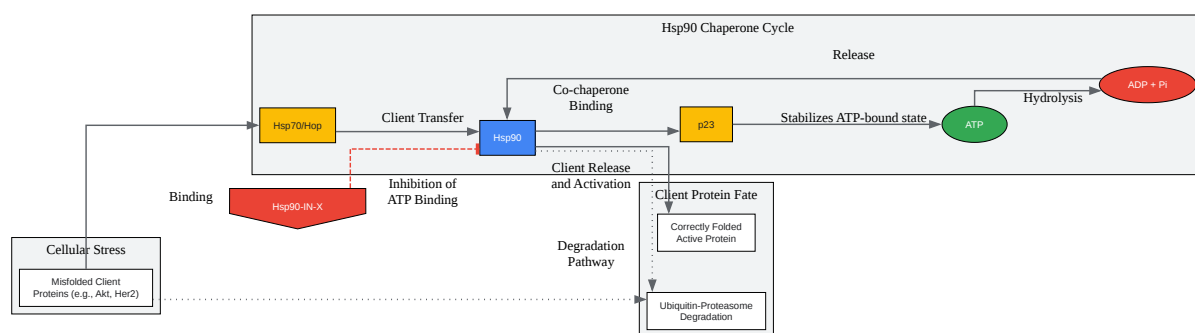 Hsp90 Chaperone Cycle
Release
ADP + Pi
Co-chaperone
Binding
Hydrolysis
Hsp70/Hop
Client Transfer
Hsp90
p23
Stabilizes ATP-bound state
ATP
Binding
Hsp90-IN-X
Inhibition of
ATP Binding
Client Release
and Activation
Client Protein Fate
Correctly Folded
Active Protein
Cellular Stress
Misfolded Client
Proteins (e.g., Akt, Her2)
Degradation
Pathway
Ubiquitin-Proteasome
Degradation